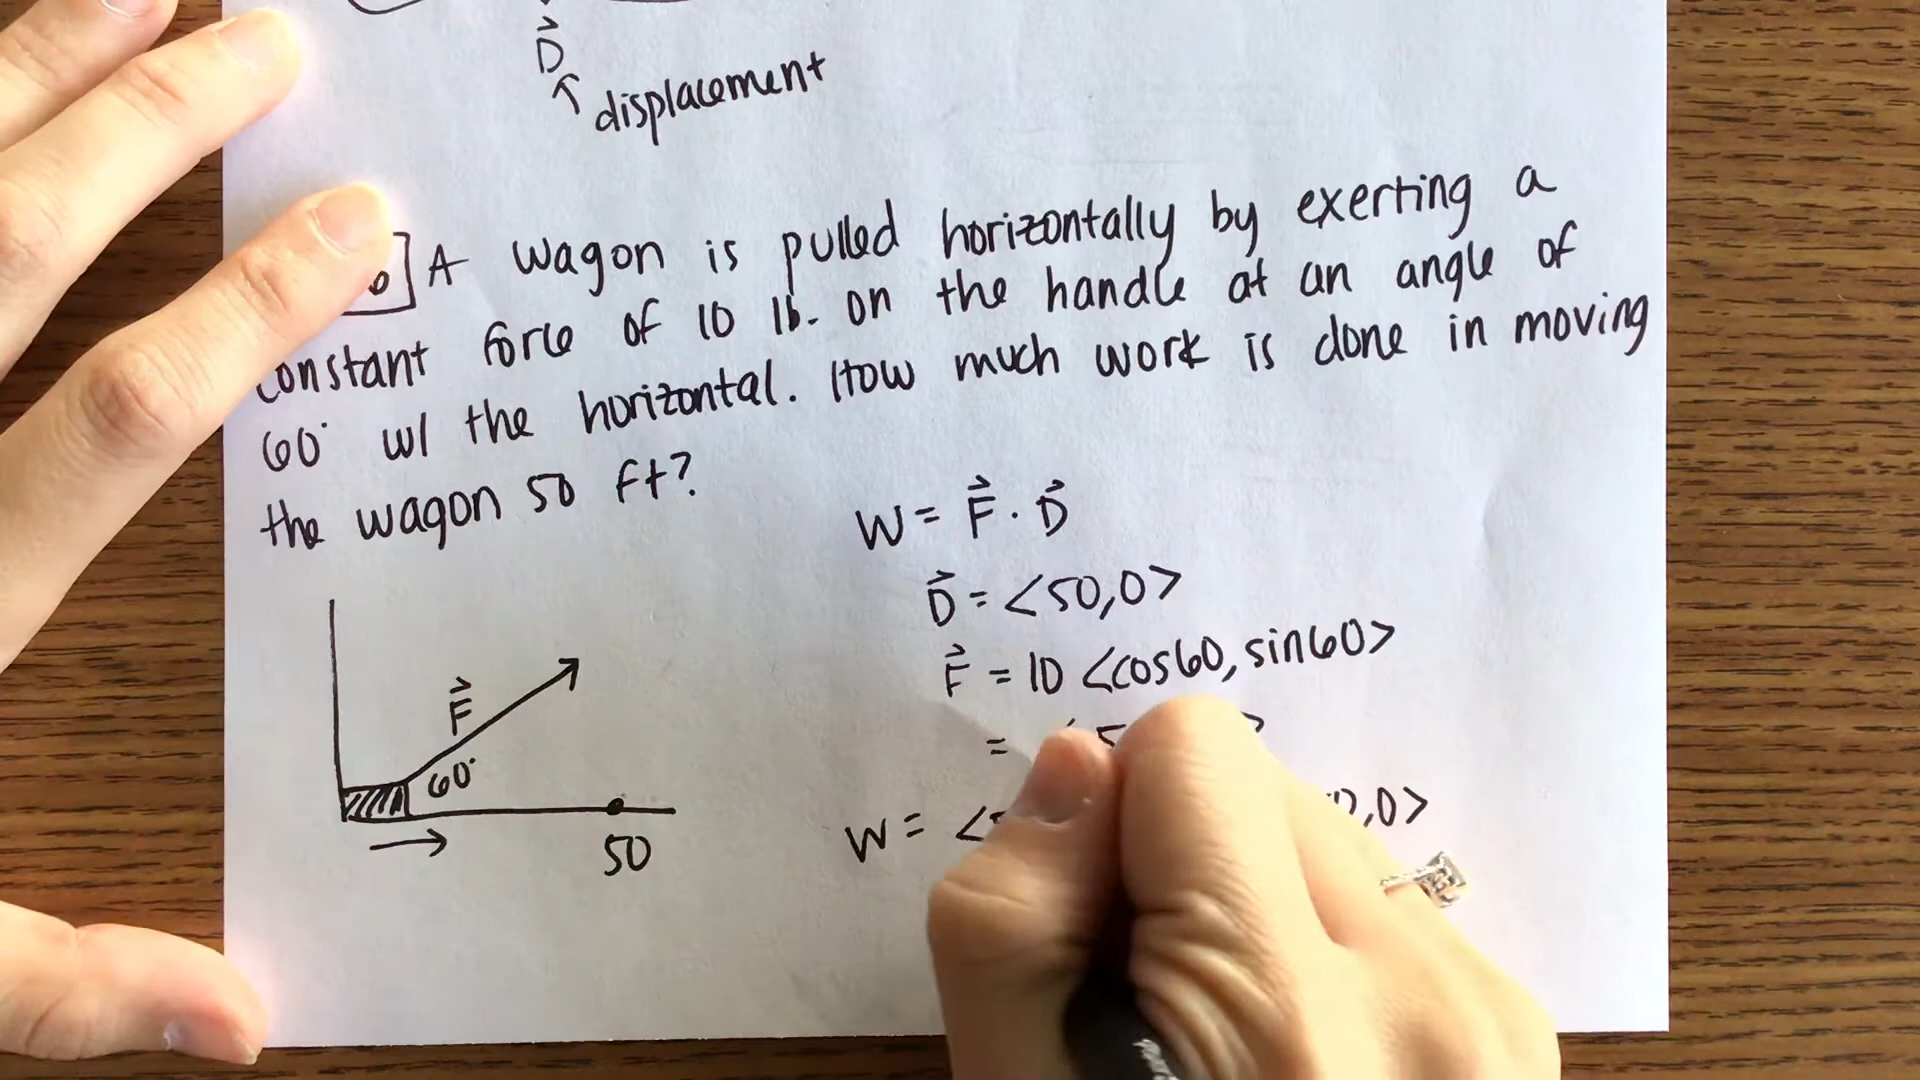 D
↑ displacement
A wagon is pulled horizontally by exerting a
constant force of 10 lb. on the handle at an angle of
60° w/ the horizontal. How much work is done in moving
the wagon 50 ft?
W = F · D
D = <50,0>
F = 10 <cos60, sin60>
=
W = < ,0>
F
60°
50